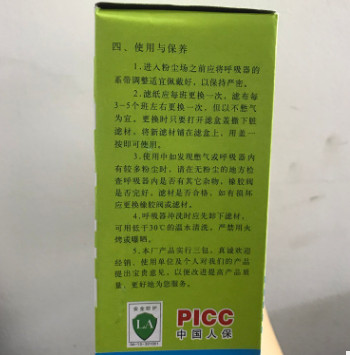 四、使用与保养
1.进入粉尘场之前应将呼吸器的
系带调整适宜佩戴好，以保持严密。
2.滤纸应每班更换一次，滤布每
3~5个班左右更换一次，但以不憋气
为宜。更换时只要打开滤盒盖撤下脏
滤材，将新滤材铺在滤盒上，用盖一
按即可使用。
3.使用中如发现憋气或呼吸器内
有较多粉尘时，请在无粉尘的地方检
查呼吸器内是否有其它杂物，橡胶阀
是否完好，滤材是否合格，如有损坏
应更换橡胶阀或滤材。
4.呼吸器冲洗时应先卸下滤材，
可用低于30℃的温水清洗，严禁用火
烤或曝晒。
5.本厂产品实行三包，真诚欢迎
经销、使用单位及个人对我们的产品
提出宝贵意见，以便改进提高产品质
量，更好地为您服务。
LA
PICC
中国人保